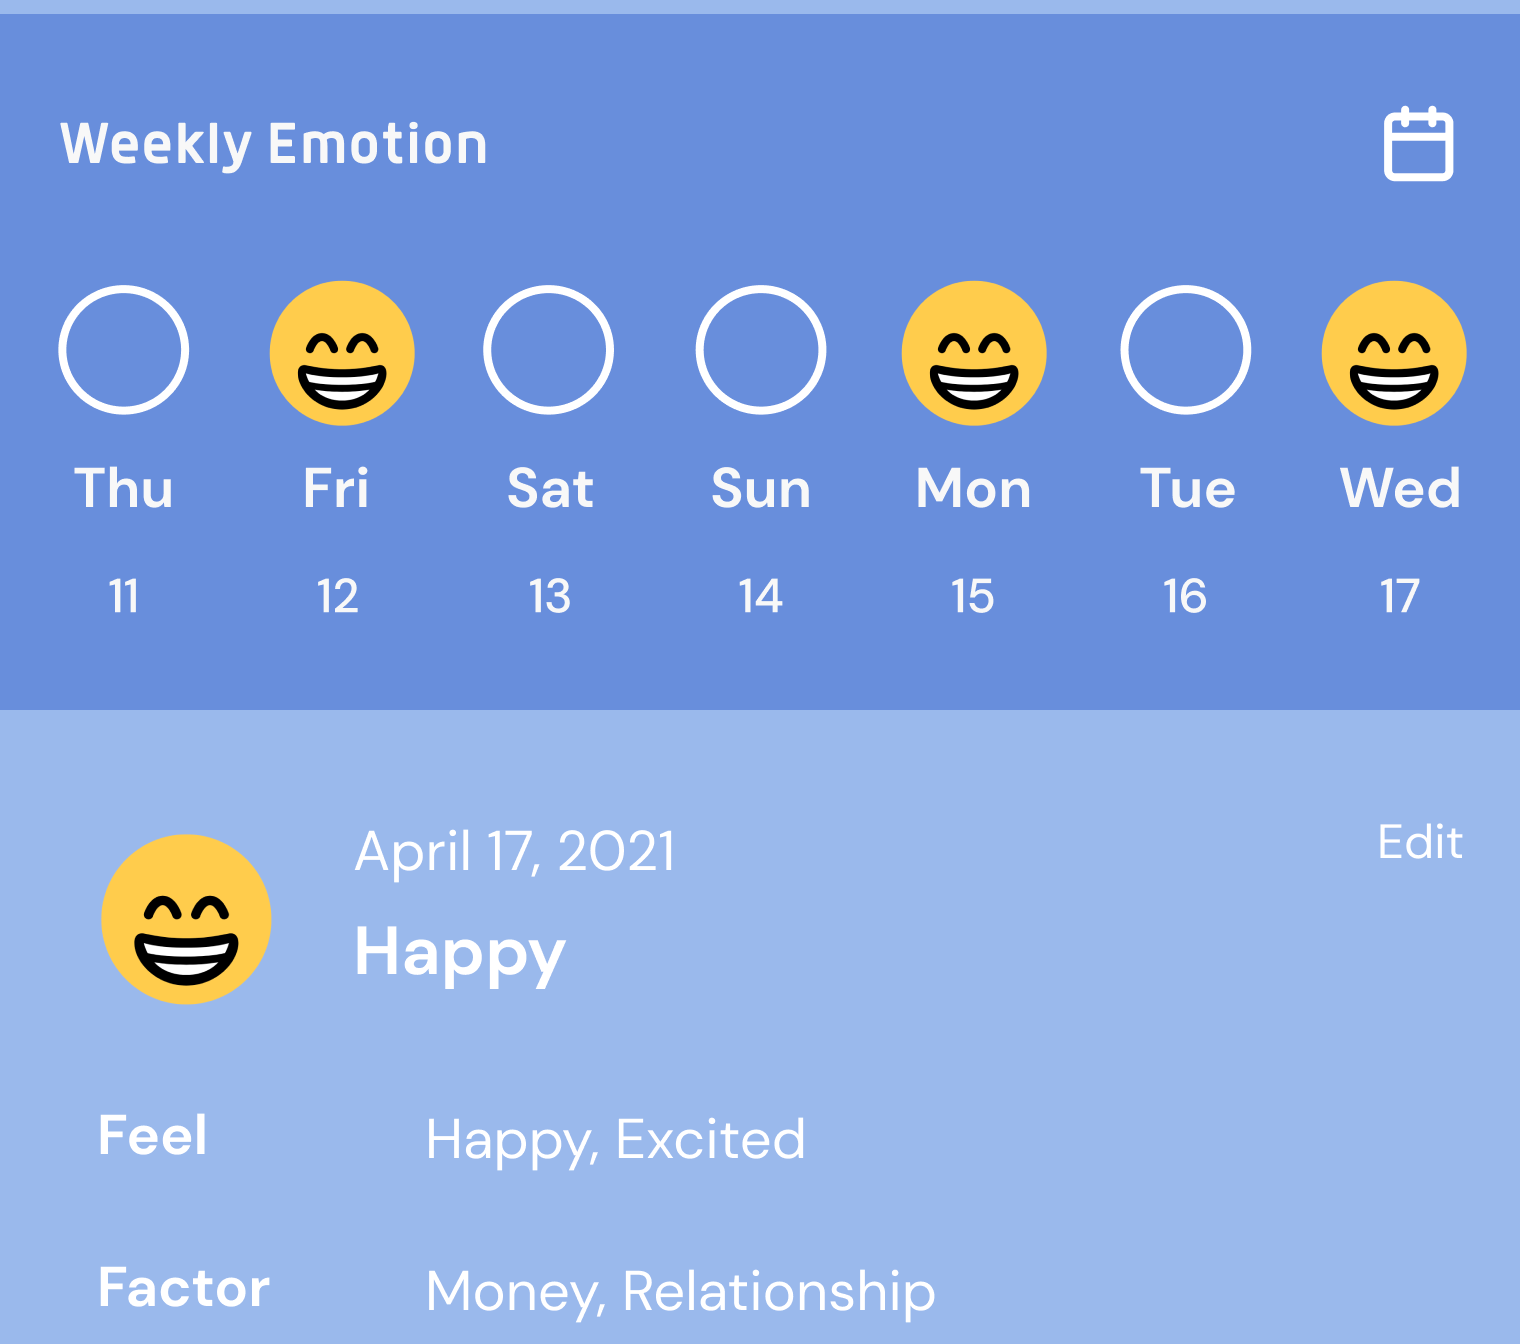 Weekly Emotion
Thu Fri Sat Sun Mon Tue Wed
11 12 13 14 15 16 17
April 17, 2021
Edit
Happy
Feel Happy, Excited
Factor Money, Relationship